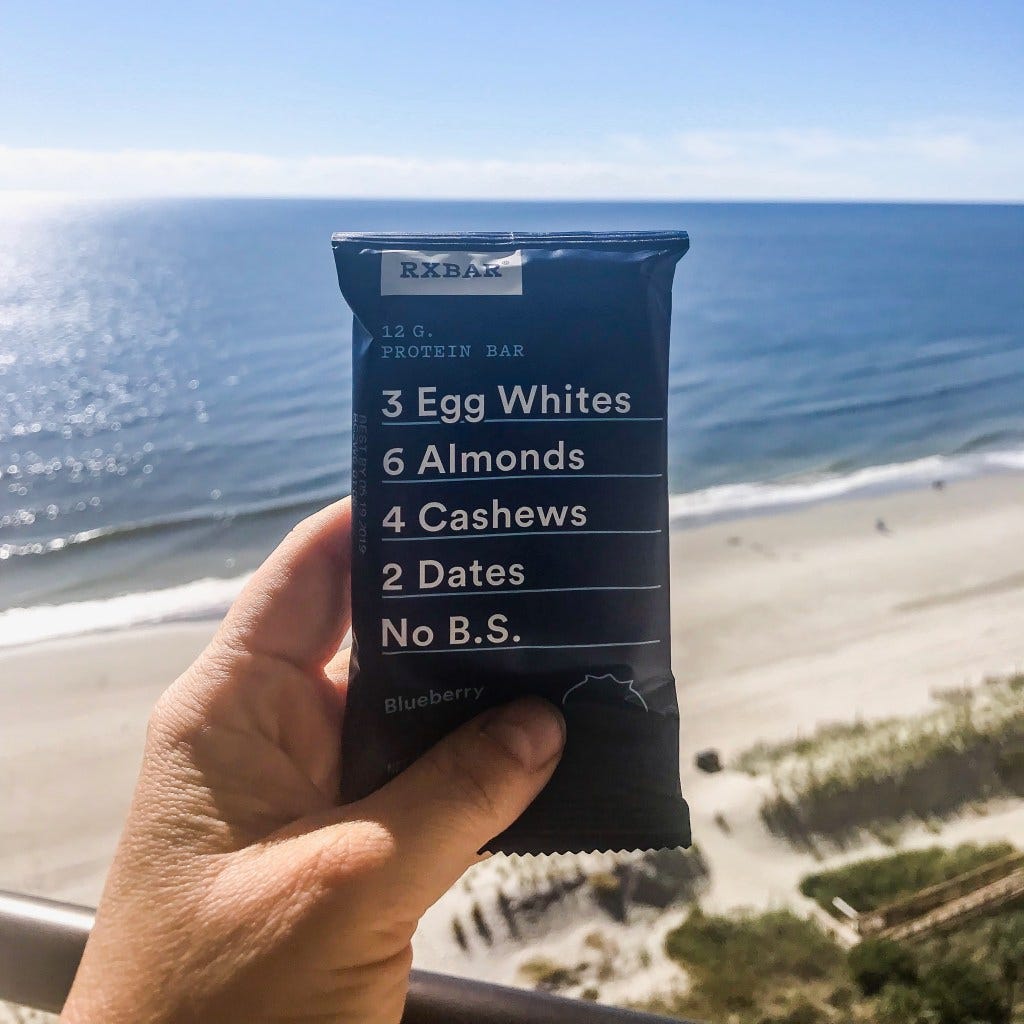 RXBAR®
12 G.
PROTEIN BAR
3 Egg Whites
6 Almonds
4 Cashews
2 Dates
No B.S.
Blueberry